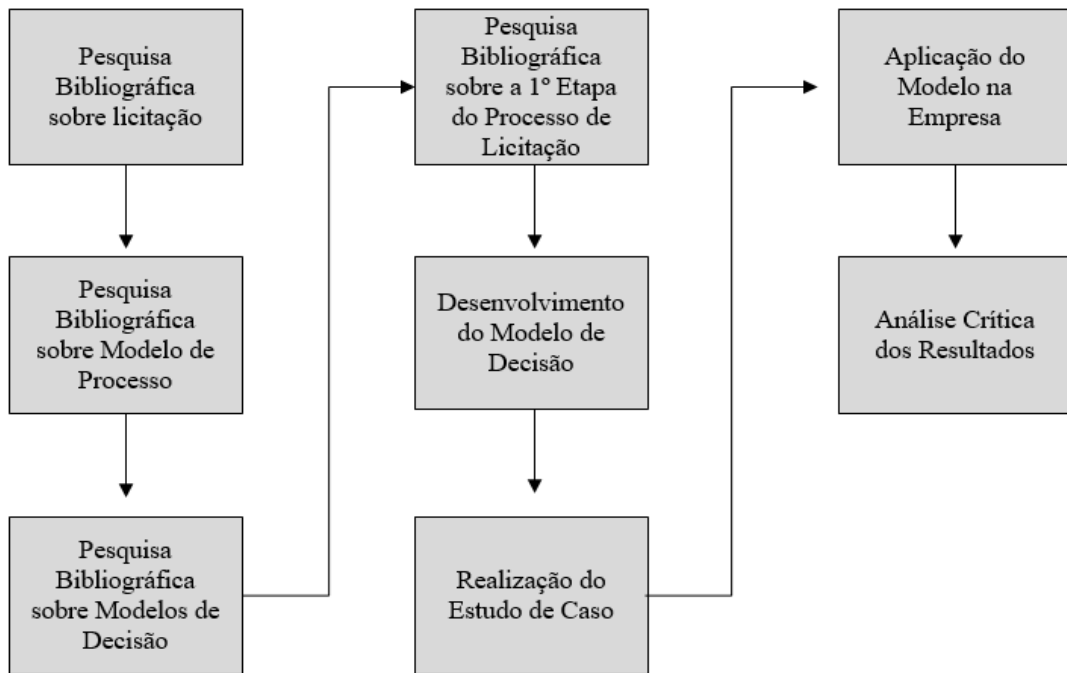 Pesquisa
Bibliográfica
sobre licitação
Pesquisa
Bibliográfica
sobre Modelo de
Processo
Pesquisa
Bibliográfica
sobre Modelos de
Decisão
Pesquisa
Bibliográfica
sobre a 1º Etapa
do Processo de
Licitação
Desenvolvimento
do Modelo de
Decisão
Realização do
Estudo de Caso
Aplicação do
Modelo na
Empresa
Análise Crítica
dos Resultados